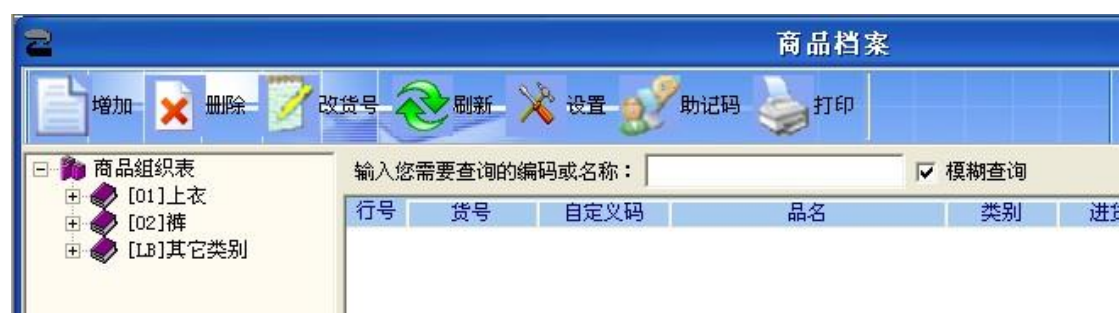 商品档案
增加 删除 改货号 刷新 设置 助记码 打印
商品组织表
[01]上衣
[02]裤
[LB]其它类别
输入您需要查询的编码或名称： 模糊查询
行号 货号 自定义码 品名 类别 进